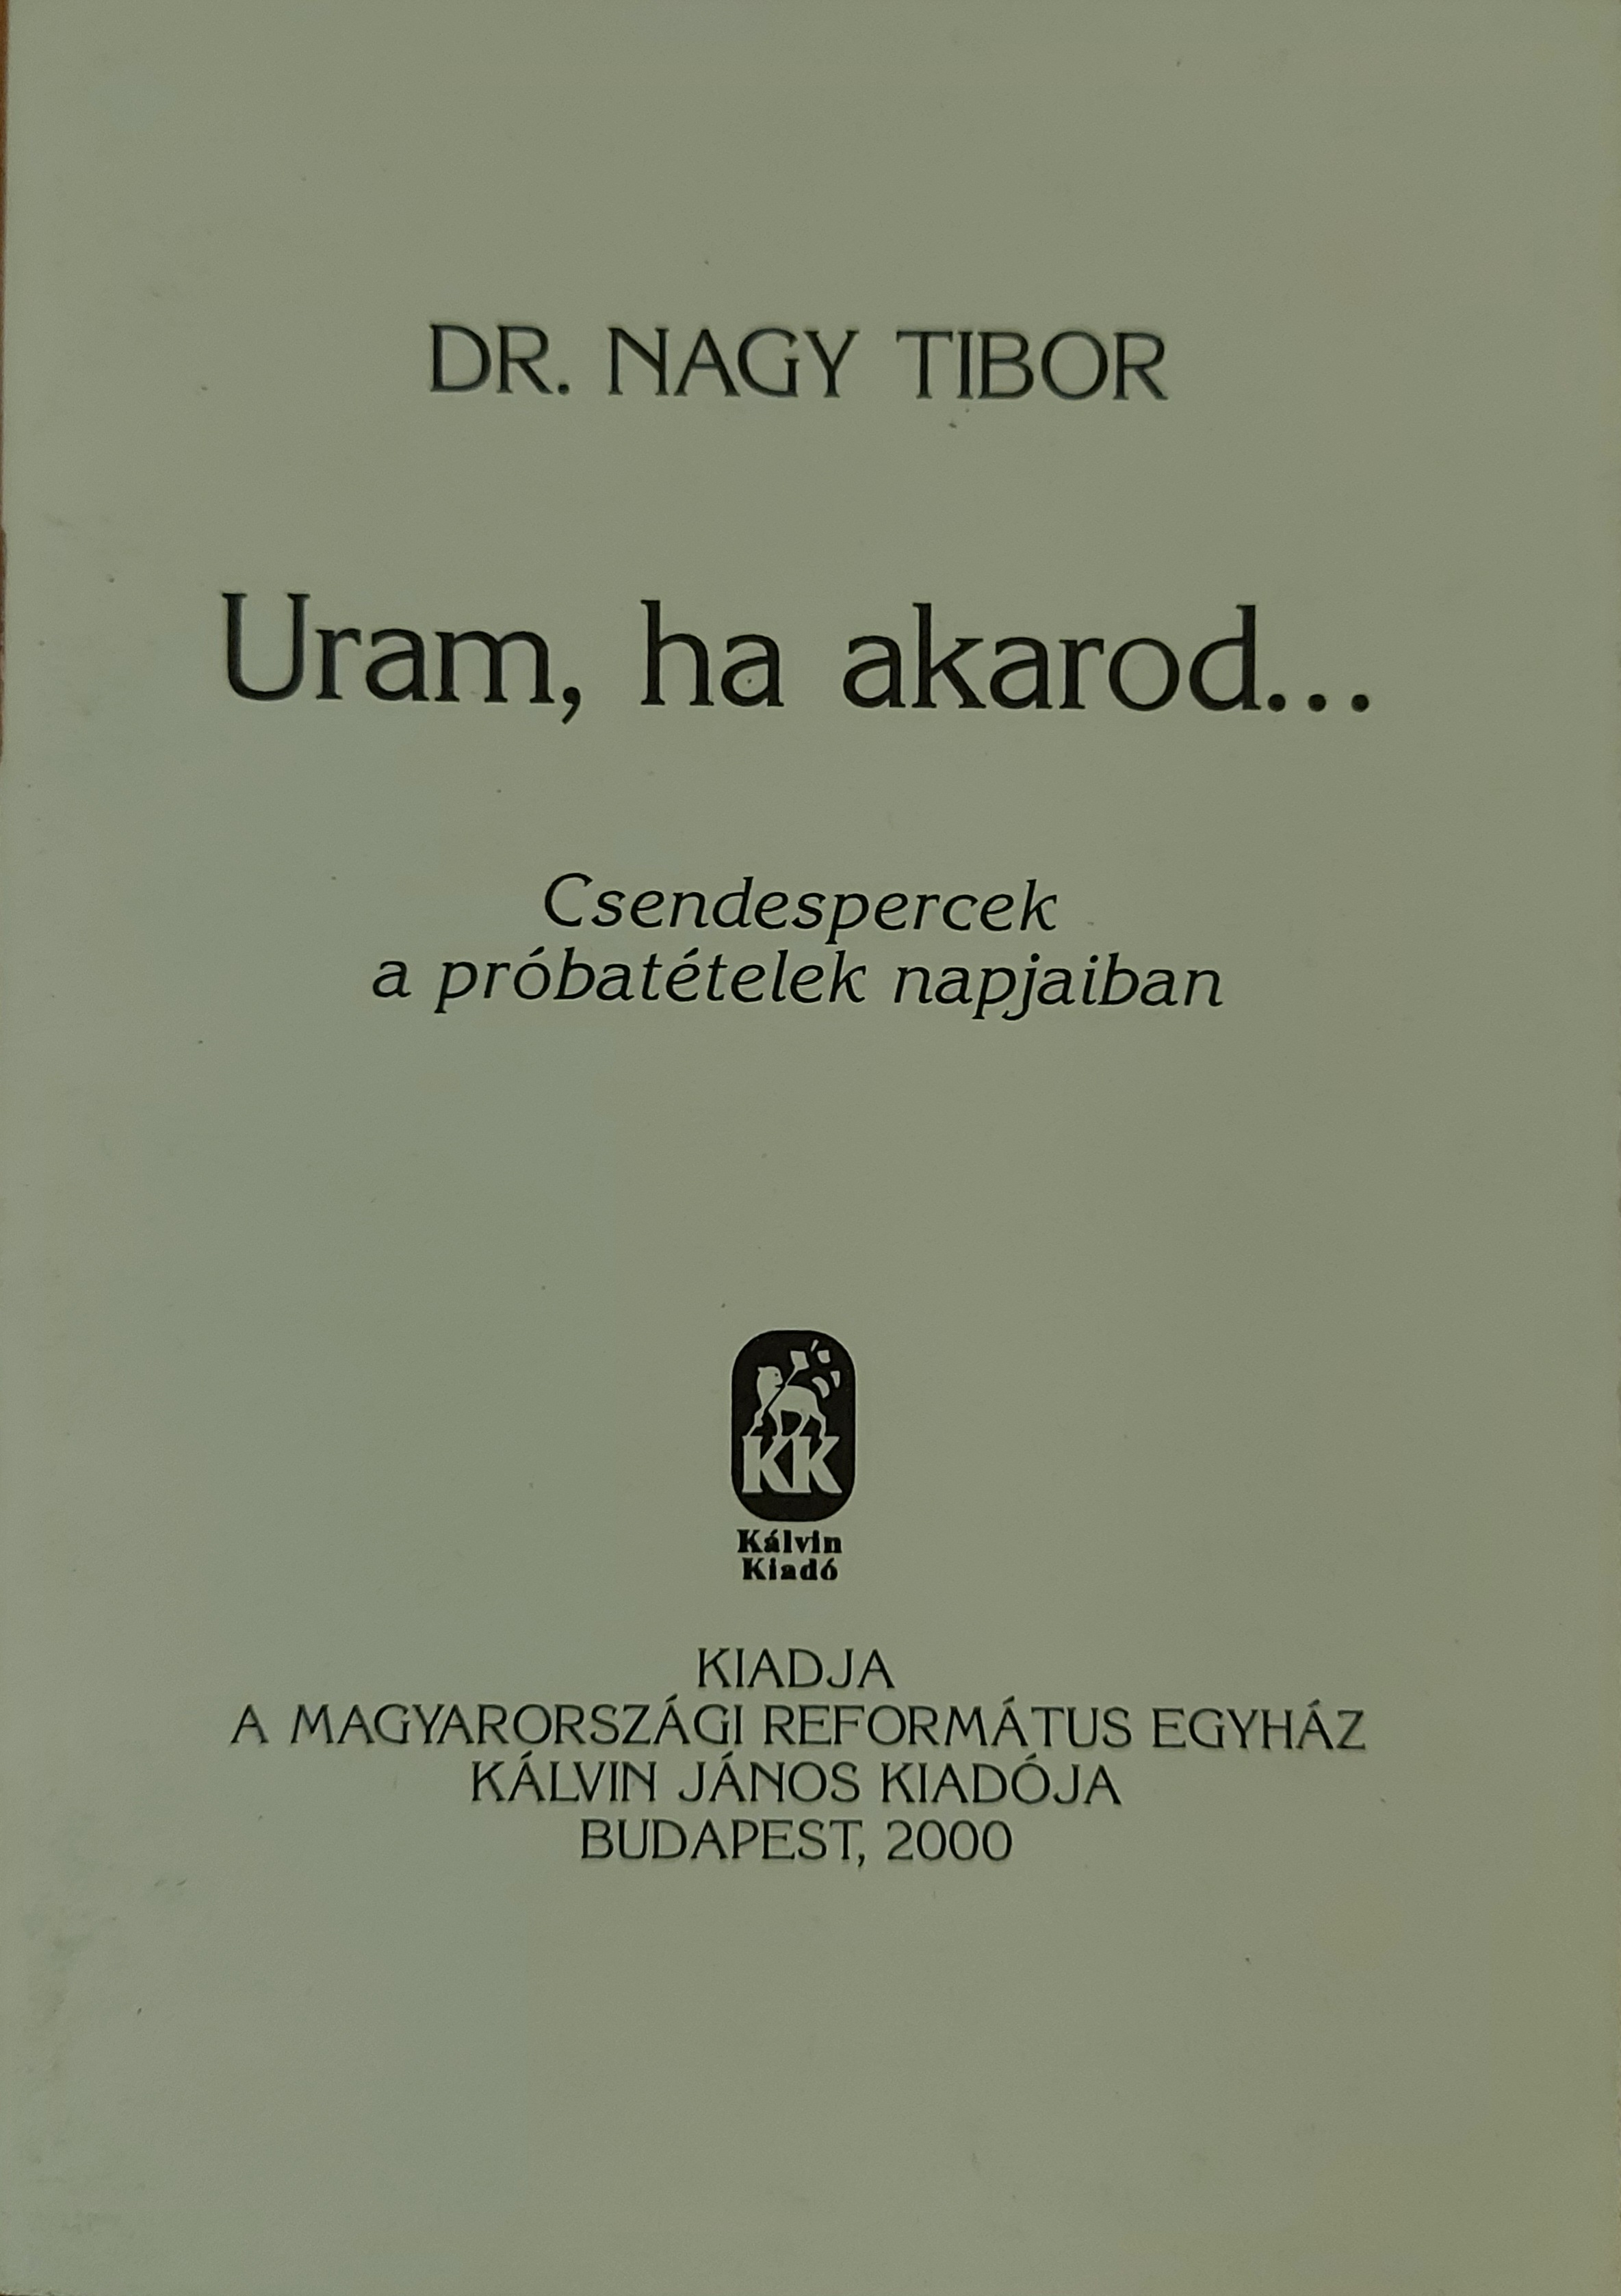 DR. NAGY TIBOR
Uram, ha akarod...
Csendespercek
a próbatételek napjaiban
KK
Kálvin
Kiadó
KIADJA
A MAGYARORSZÁGI REFORMÁTUS EGYHÁZ
KÁLVIN JÁNOS KIADÓJA
BUDAPEST, 2000